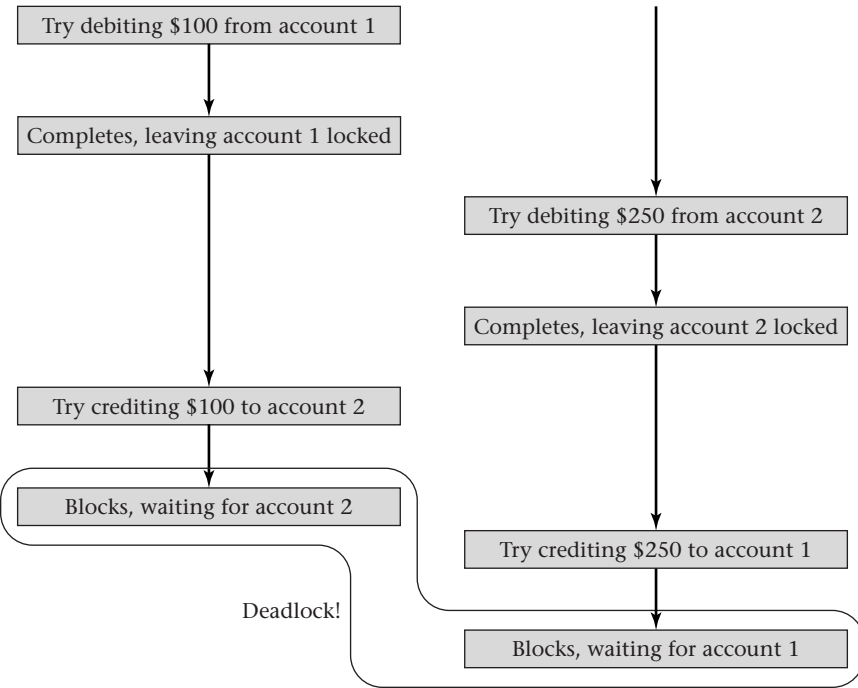 Try debiting $100 from account 1
Completes, leaving account 1 locked
Try debiting $250 from account 2
Completes, leaving account 2 locked
Try crediting $100 to account 2
Blocks, waiting for account 2
Try crediting $250 to account 1
Deadlock!
Blocks, waiting for account 1